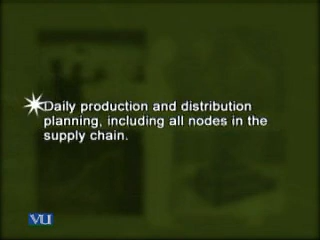 Daily production and distribution
planning, including all nodes in the
supply chain.
VU